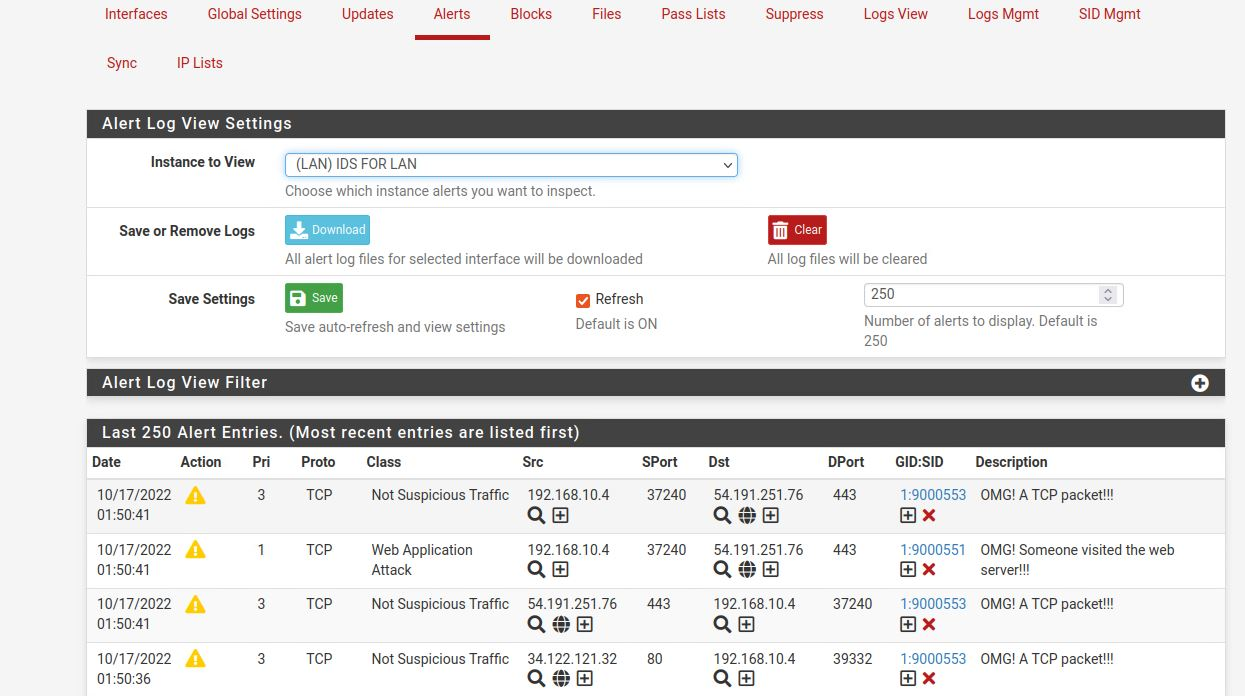 Interfaces Global Settings Updates Alerts Blocks Files Pass Lists Suppress Logs View Logs Mgmt SID Mgmt
Sync IP Lists
Alert Log View Settings
Instance to View (LAN) IDS FOR LAN
Choose which instance alerts you want to inspect.
Save or Remove Logs Download Clear
All alert log files for selected interface will be downloaded All log files will be cleared
Save Settings Save Refresh 250
Save auto-refresh and view settings Default is ON Number of alerts to display. Default is
250
Alert Log View Filter
Last 250 Alert Entries. (Most recent entries are listed first)
Date Action Pri Proto Class Src SPort Dst DPort GID:SID Description
10/17/2022 3 TCP Not Suspicious Traffic 192.168.10.4 37240 54.191.251.76 443 1:9000553 OMG! A TCP packet!!!
01:50:41
10/17/2022 1 TCP Web Application 192.168.10.4 37240 54.191.251.76 443 1:9000551 OMG! Someone visited the web
01:50:41 Attack server!!!
10/17/2022 3 TCP Not Suspicious Traffic 54.191.251.76 443 192.168.10.4 37240 1:9000553 OMG! A TCP packet!!!
01:50:41
10/17/2022 3 TCP Not Suspicious Traffic 34.122.121.32 80 192.168.10.4 39332 1:9000553 OMG! A TCP packet!!!
01:50:36